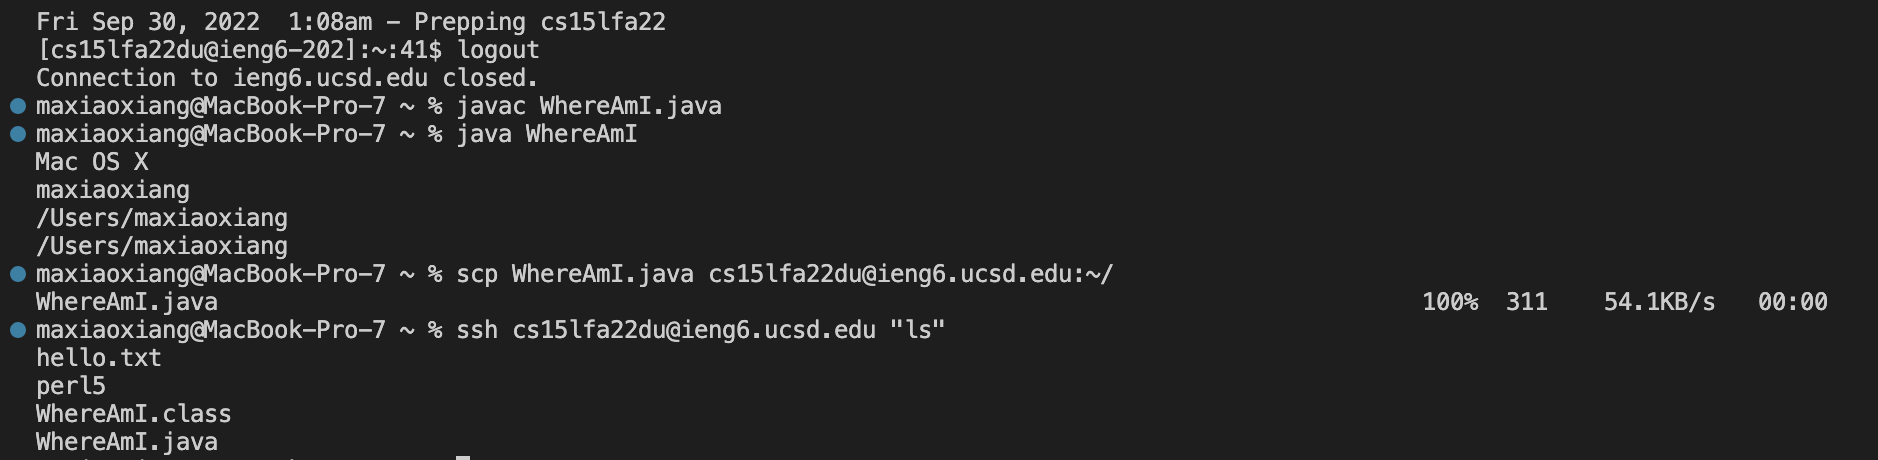 Fri Sep 30, 2022  1:08am - Prepping cs15lfa22
[cs15lfa22du@ieng6-202]:~:41$ logout
Connection to ieng6.ucsd.edu closed.
maxiaoxiang@MacBook-Pro-7 ~ % javac WhereAmI.java
maxiaoxiang@MacBook-Pro-7 ~ % java WhereAmI
Mac OS X
maxiaoxiang
/Users/maxiaoxiang
/Users/maxiaoxiang
maxiaoxiang@MacBook-Pro-7 ~ % scp WhereAmI.java cs15lfa22du@ieng6.ucsd.edu:~/
WhereAmI.java 100% 311 54.1KB/s 00:00
maxiaoxiang@MacBook-Pro-7 ~ % ssh cs15lfa22du@ieng6.ucsd.edu "ls"
hello.txt
perl5
WhereAmI.class
WhereAmI.java